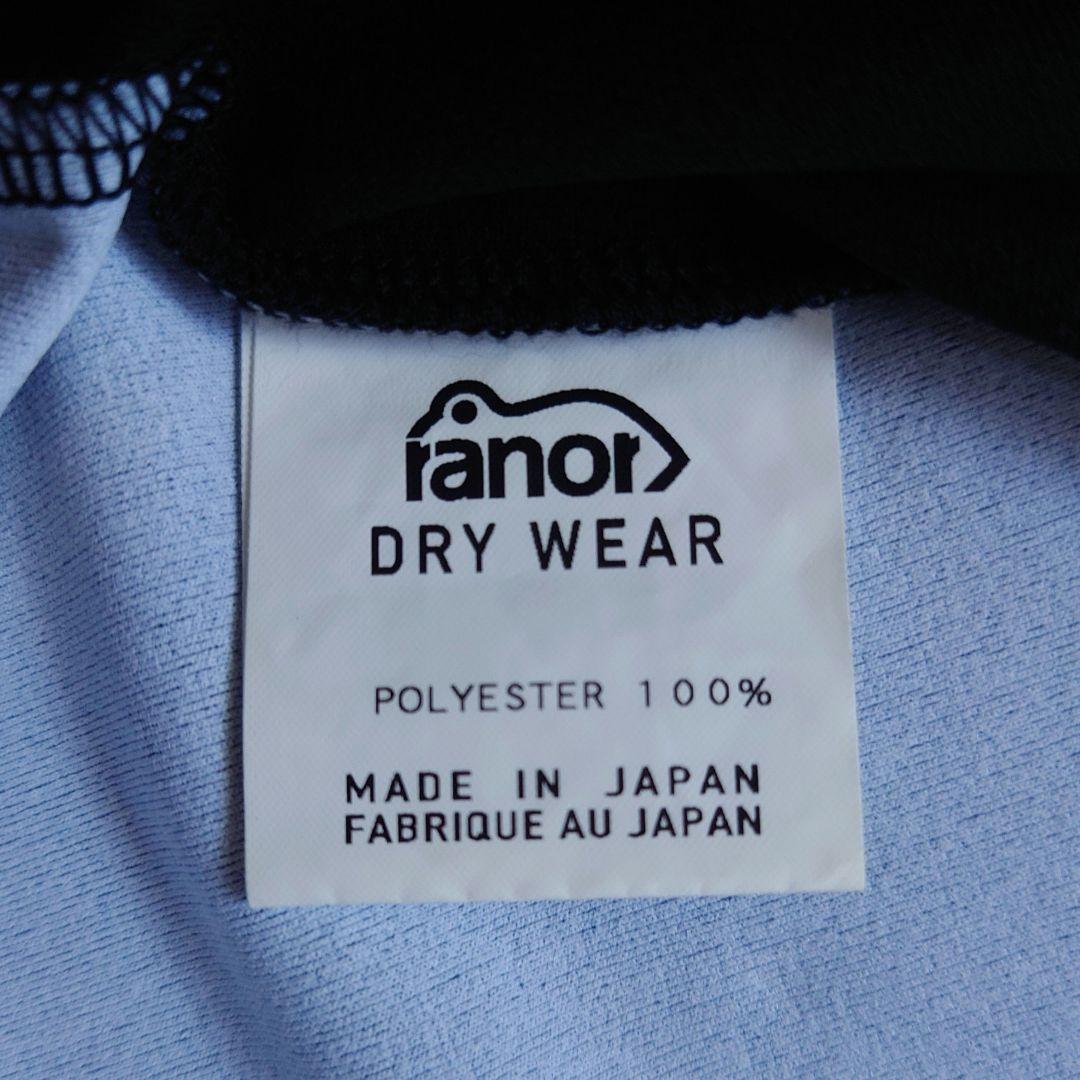 ranor
DRY WEAR
POLYESTER 100%
MADE IN JAPAN
FABRIQUE AU JAPAN